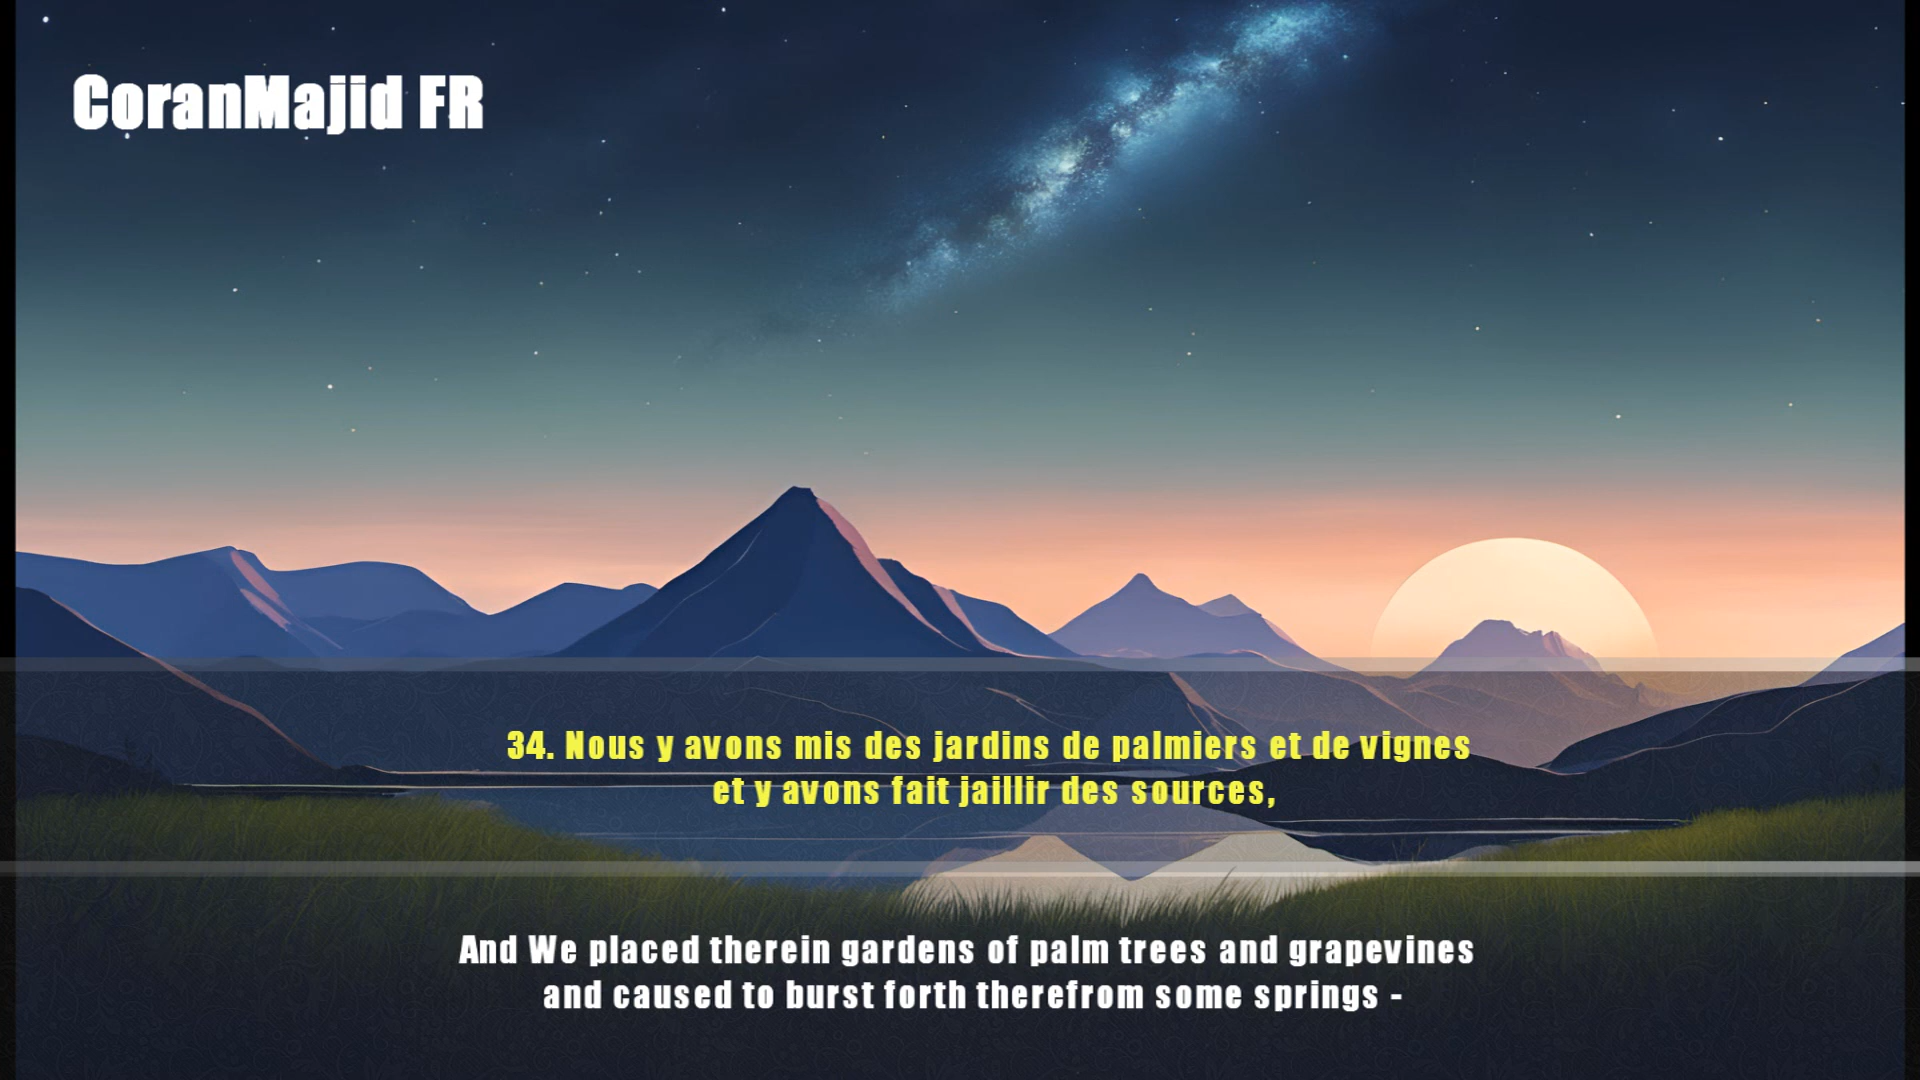 CoranMajid FR
34. Nous y avons mis des jardins de palmiers et de vignes
et y avons fait jaillir des sources,
And We placed therein gardens of palm trees and grapevines
and caused to burst forth therefrom some springs -